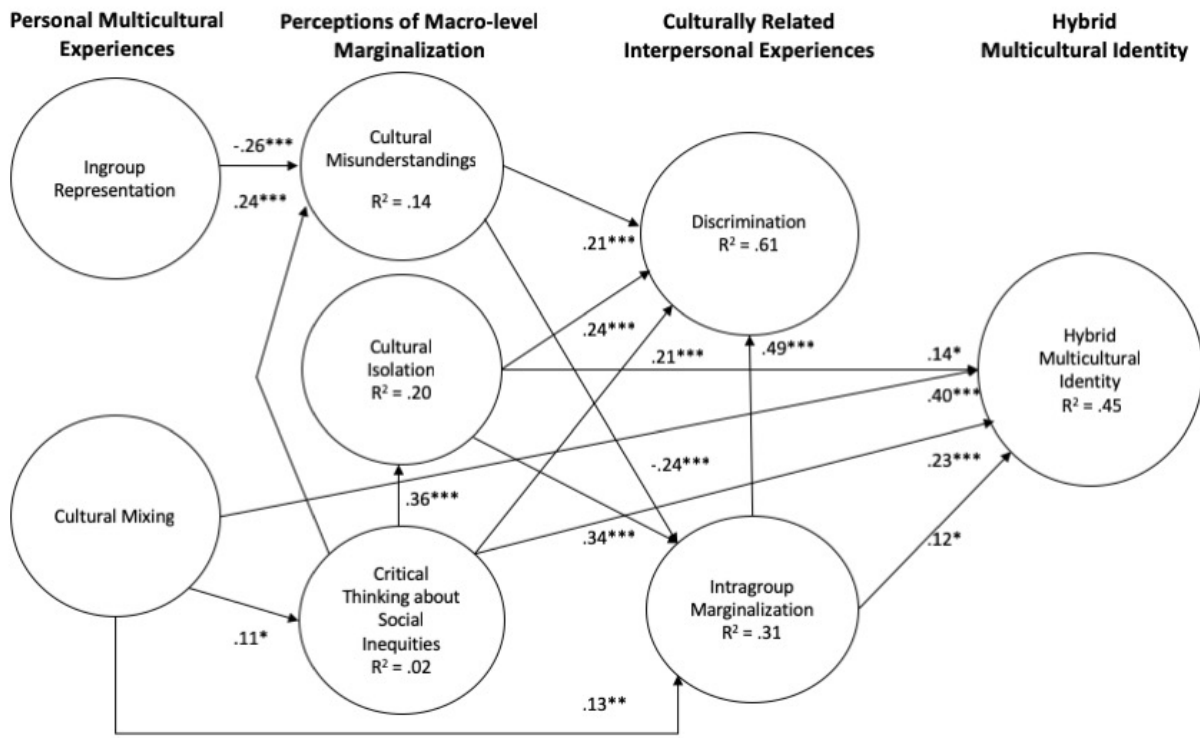 Personal Multicultural
Experiences
Perceptions of Macro-level
Marginalization
Culturally Related
Interpersonal Experiences
Hybrid
Multicultural Identity
Ingroup
Representation
-.26***
.24***
Cultural
Misunderstandings
R² = .14
Discrimination
R² = .61
.21***
Cultural
Isolation
R² = .20
.24***
.21***
.49***
.14*
.40***
Hybrid
Multicultural
Identity
R² = .45
Cultural Mixing
.36***
-.24***
.23***
.34***
.12*
Critical
Thinking about
Social
Inequities
R² = .02
Intragroup
Marginalization
R² = .31
.11*
.13**